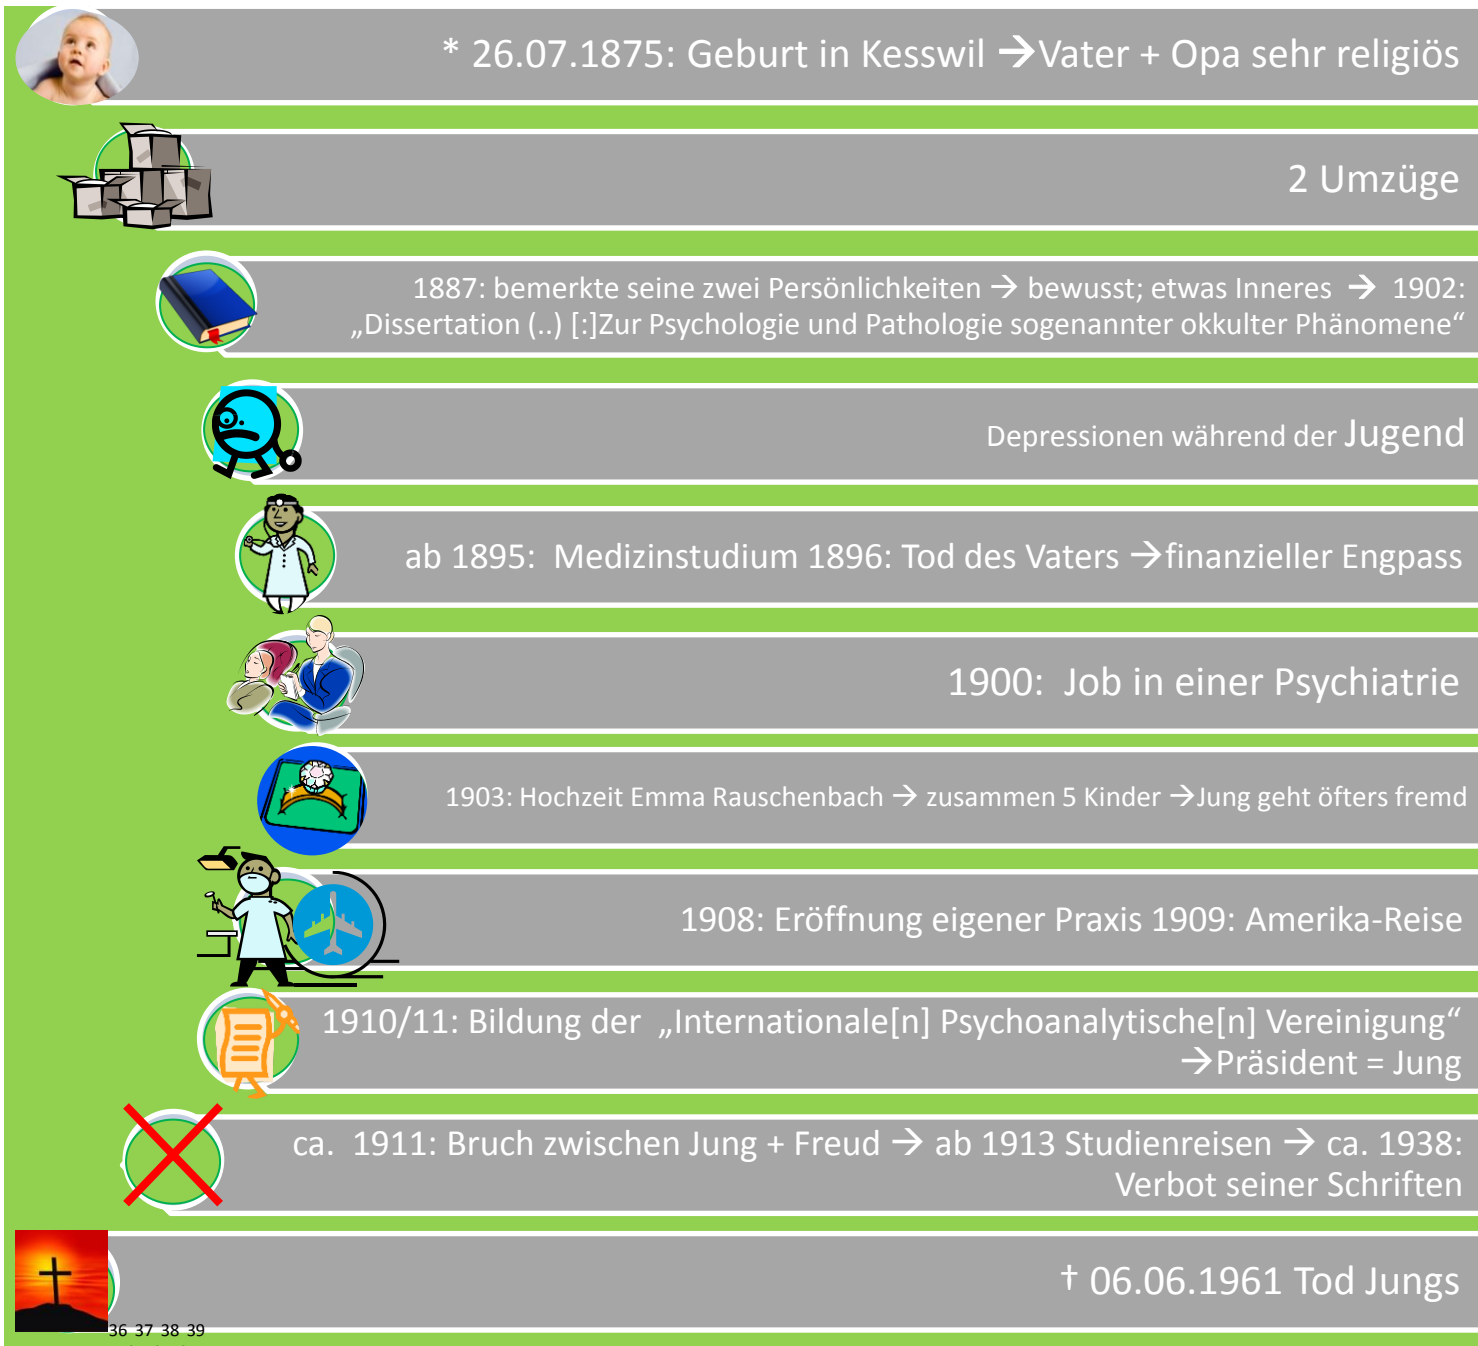 * 26.07.1875: Geburt in Kesswil →Vater + Opa sehr religiös
2 Umzüge
1887: bemerkte seine zwei Persönlichkeiten → bewusst; etwas Inneres → 1902:
„Dissertation (..) [:]Zur Psychologie und Pathologie sogenannter okkulter Phänomene“
Depressionen während der Jugend
ab 1895: Medizinstudium 1896: Tod des Vaters →finanzieller Engpass
1900: Job in einer Psychiatrie
1903: Hochzeit Emma Rauschenbach → zusammen 5 Kinder →Jung geht öfters fremd
1908: Eröffnung eigener Praxis 1909: Amerika-Reise
1910/11: Bildung der „Internationale[n] Psychoanalytische[n] Vereinigung“
→Präsident = Jung
ca. 1911: Bruch zwischen Jung + Freud → ab 1913 Studienreisen → ca. 1938:
Verbot seiner Schriften
† 06.06.1961 Tod Jungs
36 37 38 39